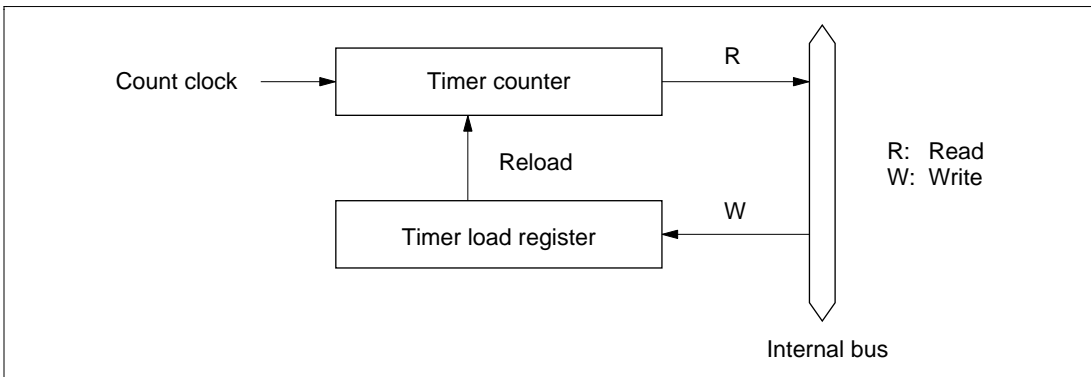 R
Count clock
Timer counter
Reload
R: Read
W: Write
W
Timer load register
Internal bus